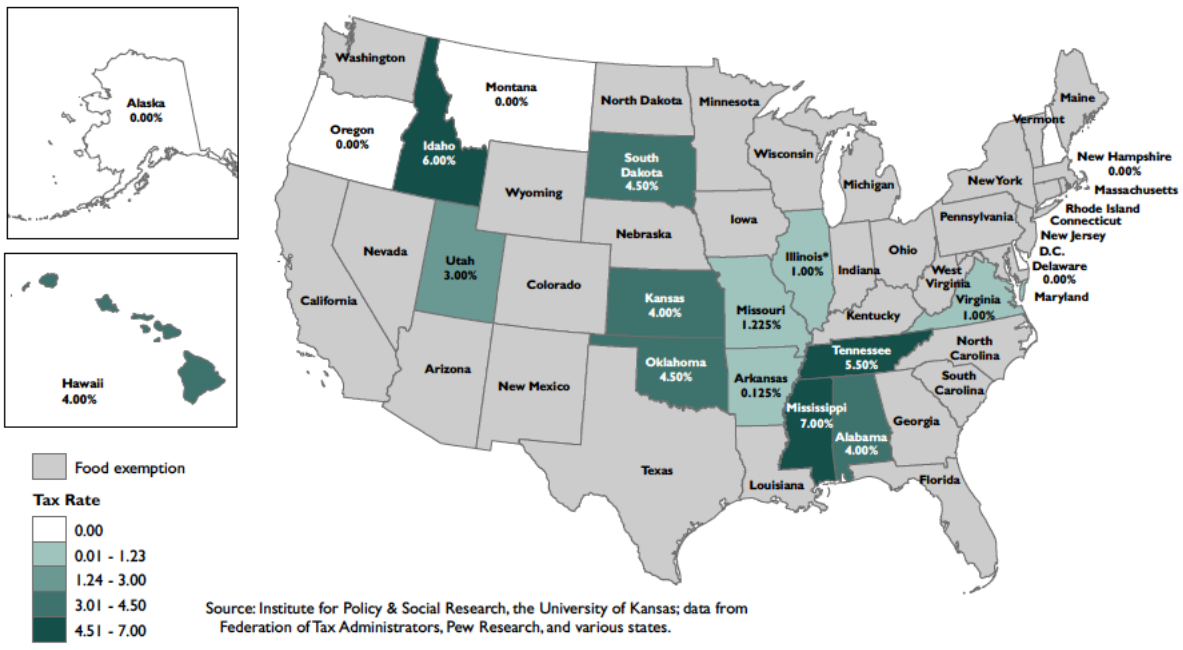 Alaska
0.00%
Hawaii
4.00%
Washington
Oregon
0.00%
Idaho
6.00%
Montana
0.00%
North Dakota
Minnesota
South
Dakota
4.50%
Wyoming
Nebraska
Nevada
Utah
3.00%
Colorado
California
Arizona
New Mexico
Kansas
4.00%
Oklahoma
4.50%
Texas
Iowa
Missouri
1.225%
Arkansas
0.125%
Louisiana
Wisconsin
Illinois*
1.00%
Michigan
Indiana
Ohio
Kentucky
Tennessee
5.50%
Mississippi
7.00%
Alabama
4.00%
Georgia
Florida
South
Carolina
North
Carolina
Virginia
1.00%
West
Virginia
Pennsylvania
New York
Vermont
Maine
New Hampshire
0.00%
Massachusetts
Rhode Island
Connecticut
New Jersey
D.C.
Delaware
0.00%
Maryland
Food exemption
Tax Rate
0.00
0.01 - 1.23
1.24 - 3.00
3.01 - 4.50
4.51 - 7.00
Source: Institute for Policy & Social Research, the University of Kansas; data from
Federation of Tax Administrators, Pew Research, and various states.